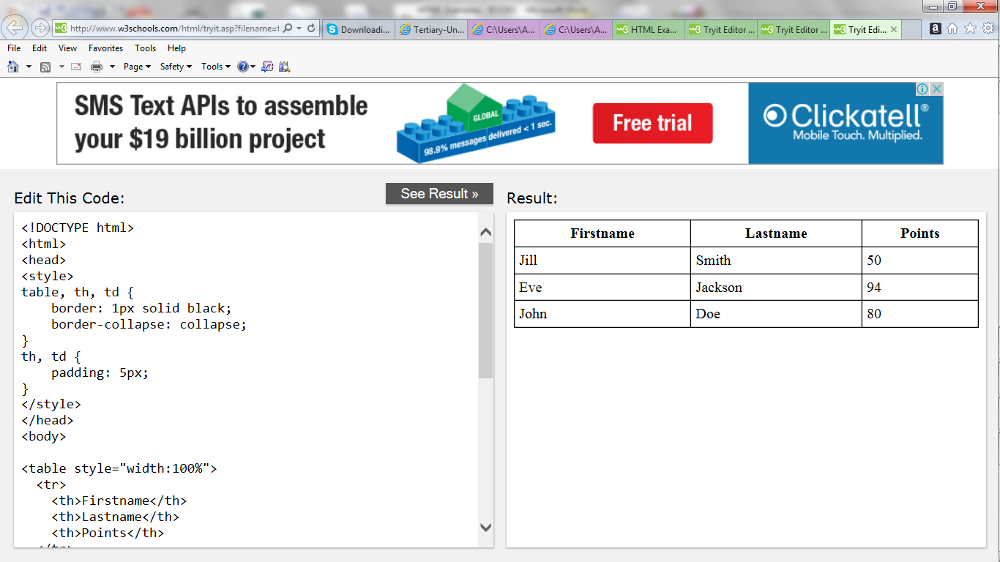 http://www.w3schools.com/html/tryit.asp?filename=t
Downloadi...
Tertiary-Un...
C:\Users\A...
C:\Users\A...
HTML Exa...
Tryit Editor ...
Tryit Editor ...
Tryit Edi...
File Edit View Favorites Tools Help
Page Safety Tools
SMS Text APIs to assemble
your $19 billion project
GLOBAL
98.9% messages delivered < 1 sec.
Free trial
Clickatell®
Mobile Touch. Multiplied.
Edit This Code:
See Result »
Result:
<!DOCTYPE html>
<html>
<head>
<style>
table, th, td {
    border: 1px solid black;
    border-collapse: collapse;
}
th, td {
    padding: 5px;
}
</style>
</head>
<body>

<table style="width:100%">
  <tr>
    <th>Firstname</th>
    <th>Lastname</th>
    <th>Points</th>
  </tr>
Firstname Lastname Points
Jill Smith 50
Eve Jackson 94
John Doe 80